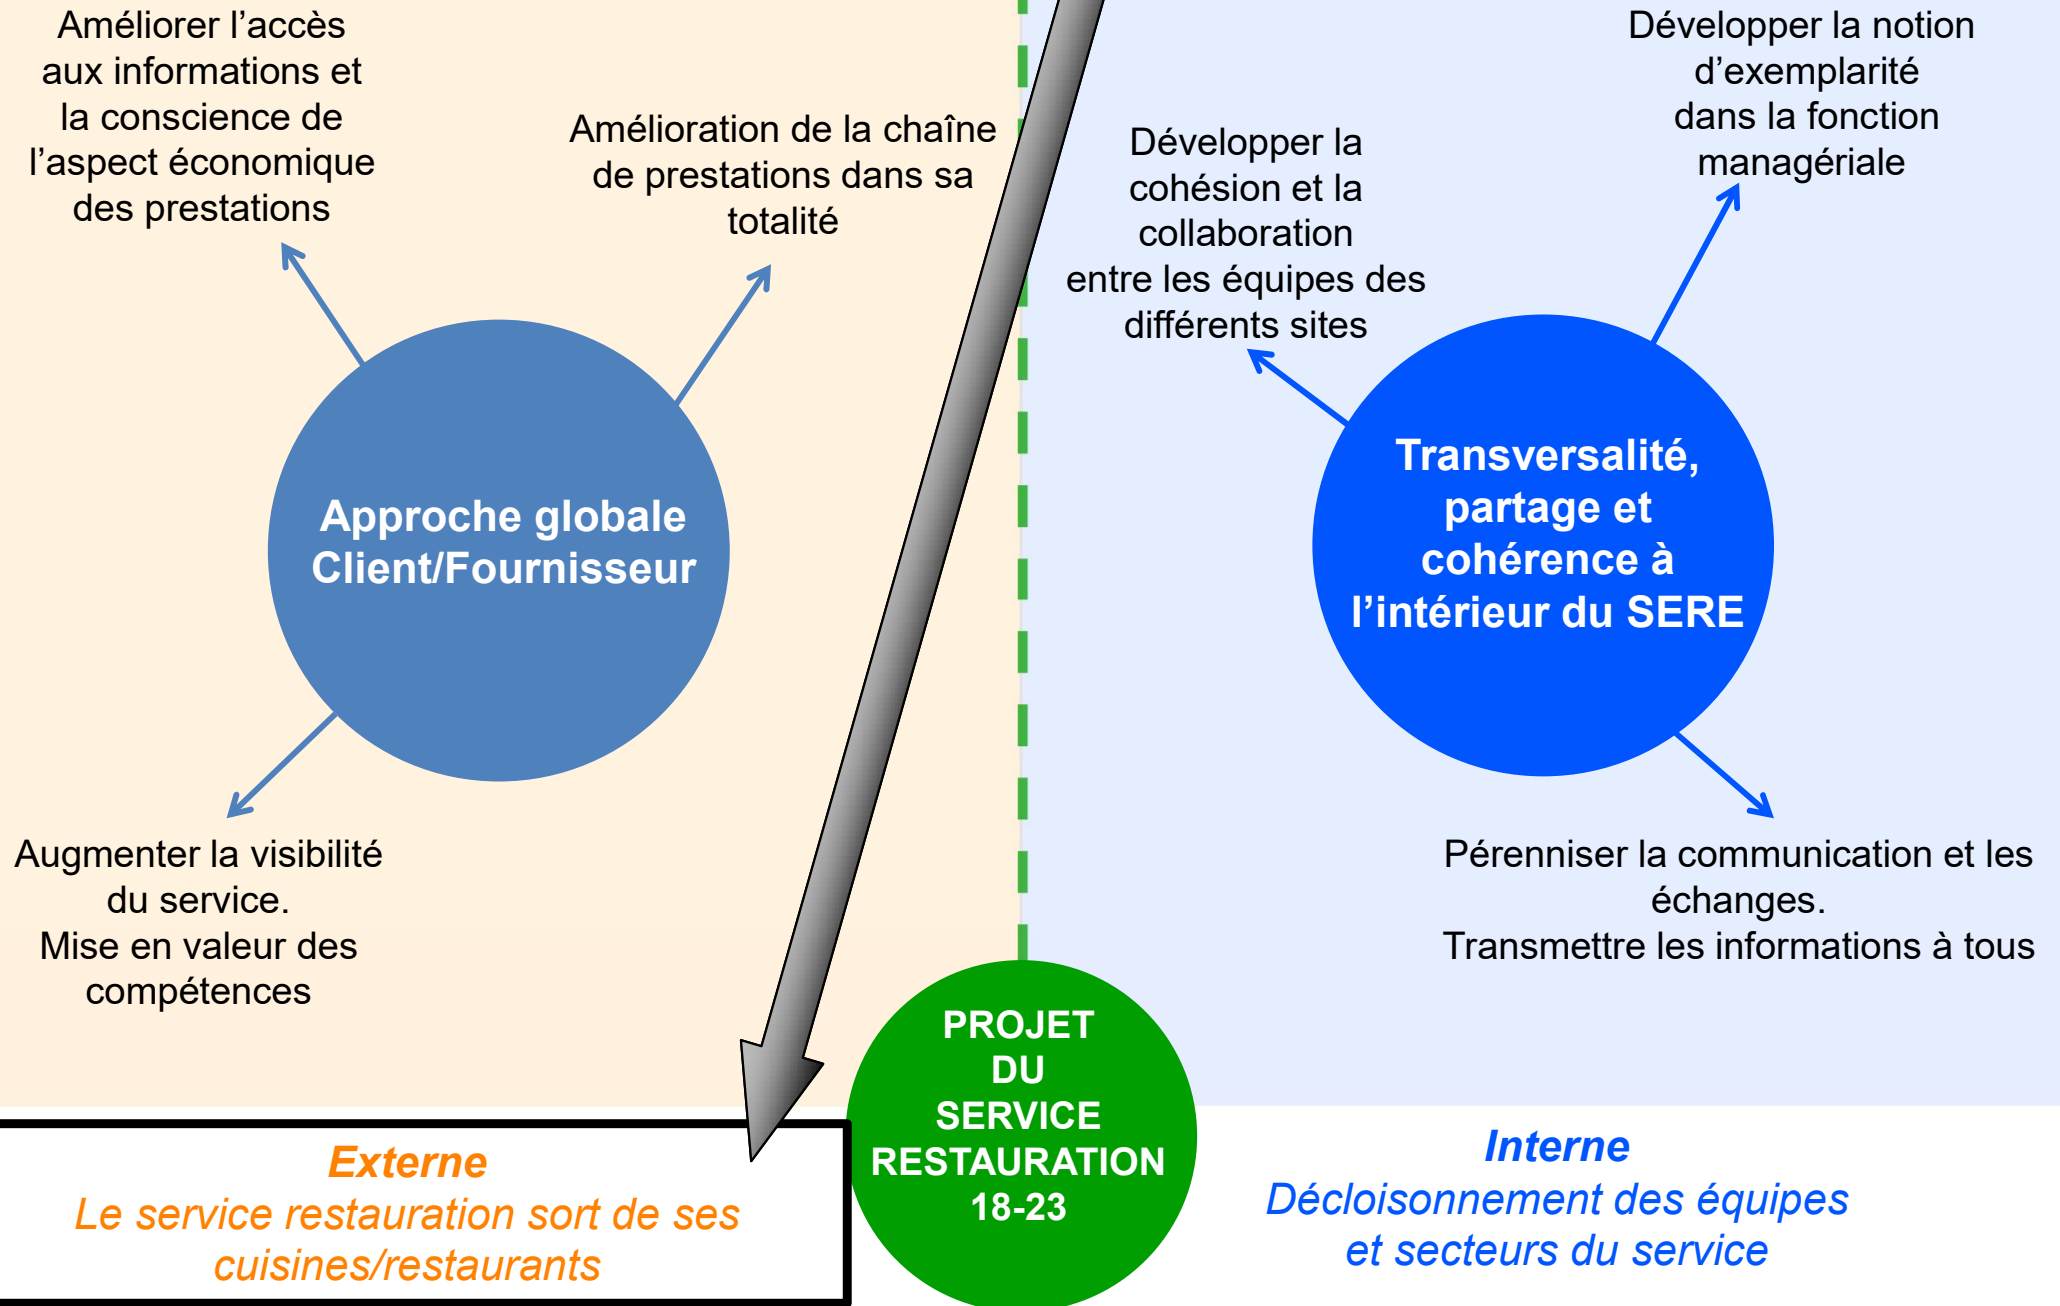 Améliorer l’accès
aux informations et
la conscience de
l’aspect économique
des prestations
Amélioration de la chaîne
de prestations dans sa
totalité
Approche globale
Client/Fournisseur
Augmenter la visibilité
du service.
Mise en valeur des
compétences
Développer la
cohésion et la
collaboration
entre les équipes des
différents sites
Développer la notion
d’exemplarité
dans la fonction
managériale
Transversalité,
partage et
cohérence à
l’intérieur du SERE
Pérenniser la communication et les
échanges.
Transmettre les informations à tous
PROJET
DU
SERVICE
RESTAURATION
18-23
Externe
Le service restauration sort de ses
cuisines/restaurants
Interne
Décloisonnement des équipes
et secteurs du service